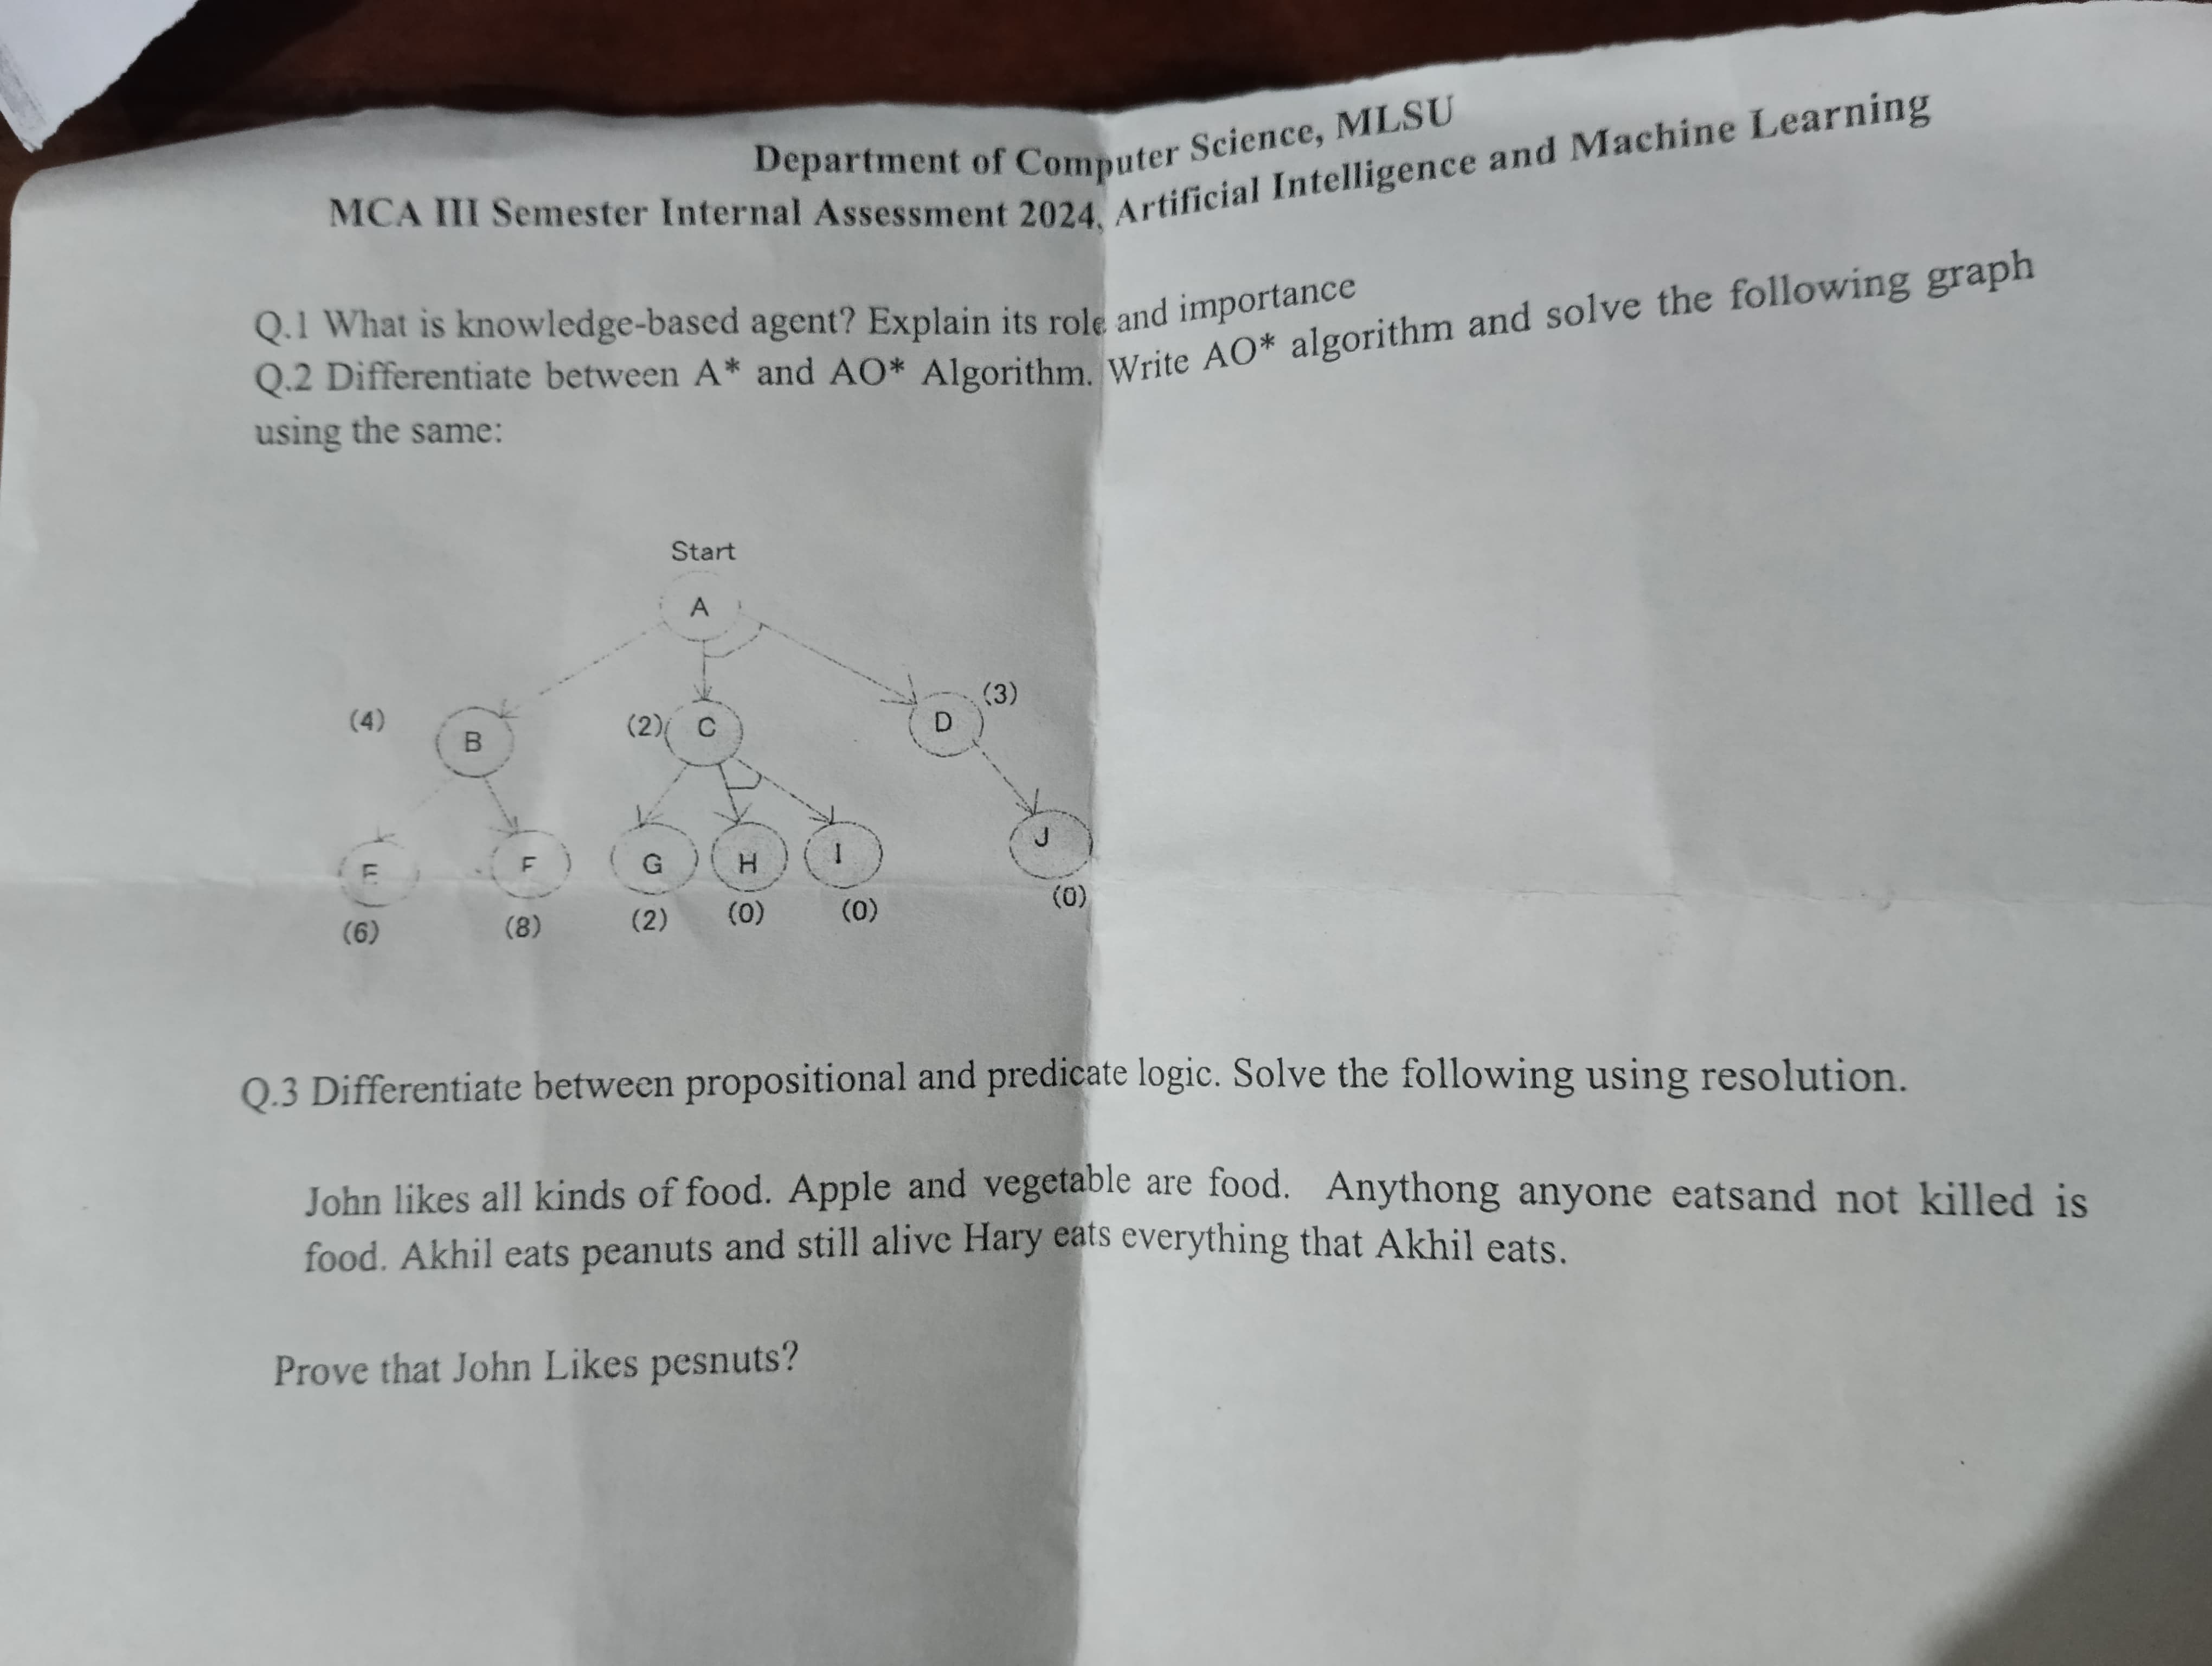 Department of Computer Science, MLSU
MCA III Semester Internal Assessment 2024, Artificial Intelligence and Machine Learning
Q.1 What is knowledge-based agent? Explain its role and importance
Q.2 Differentiate between A* and AO* Algorithm. Write AO* algorithm and solve the following graph
using the same:
Start
A
(4) B (2) C D (3)
E F G H I J
(6) (8) (2) (0) (0) (0)
Q.3 Differentiate between propositional and predicate logic. Solve the following using resolution.
John likes all kinds of food. Apple and vegetable are food. Anythong anyone eatsand not killed is
food. Akhil eats peanuts and still alive Hary eats everything that Akhil eats.
Prove that John Likes pesnuts?